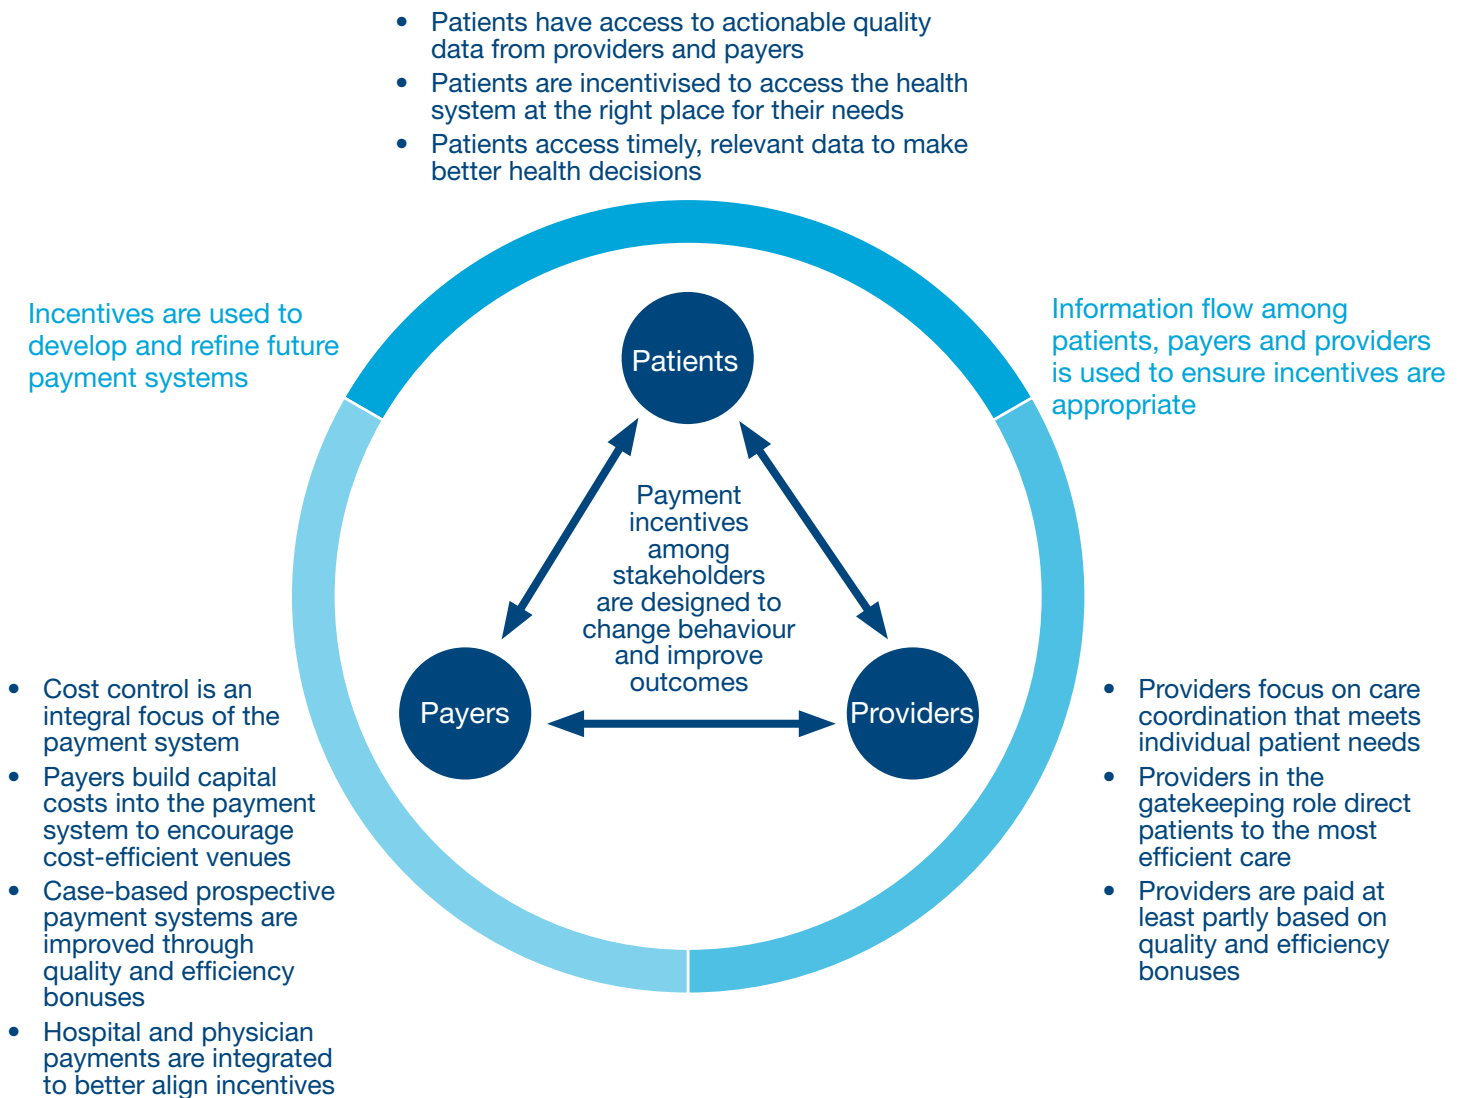 • Patients have access to actionable quality
data from providers and payers
• Patients are incentivised to access the health
system at the right place for their needs
• Patients access timely, relevant data to make
better health decisions
Incentives are used to
develop and refine future
payment systems
Information flow among
patients, payers and providers
is used to ensure incentives are
appropriate
Patients
Payment
incentives
among
stakeholders
are designed to
change behaviour
and improve
outcomes
Payers
Providers
• Cost control is an
integral focus of the
payment system
• Payers build capital
costs into the payment
system to encourage
cost-efficient venues
• Case-based prospective
payment systems are
improved through
quality and efficiency
bonuses
• Hospital and physician
payments are integrated
to better align incentives
• Providers focus on care
coordination that meets
individual patient needs
• Providers in the
gatekeeping role direct
patients to the most
efficient care
• Providers are paid at
least partly based on
quality and efficiency
bonuses